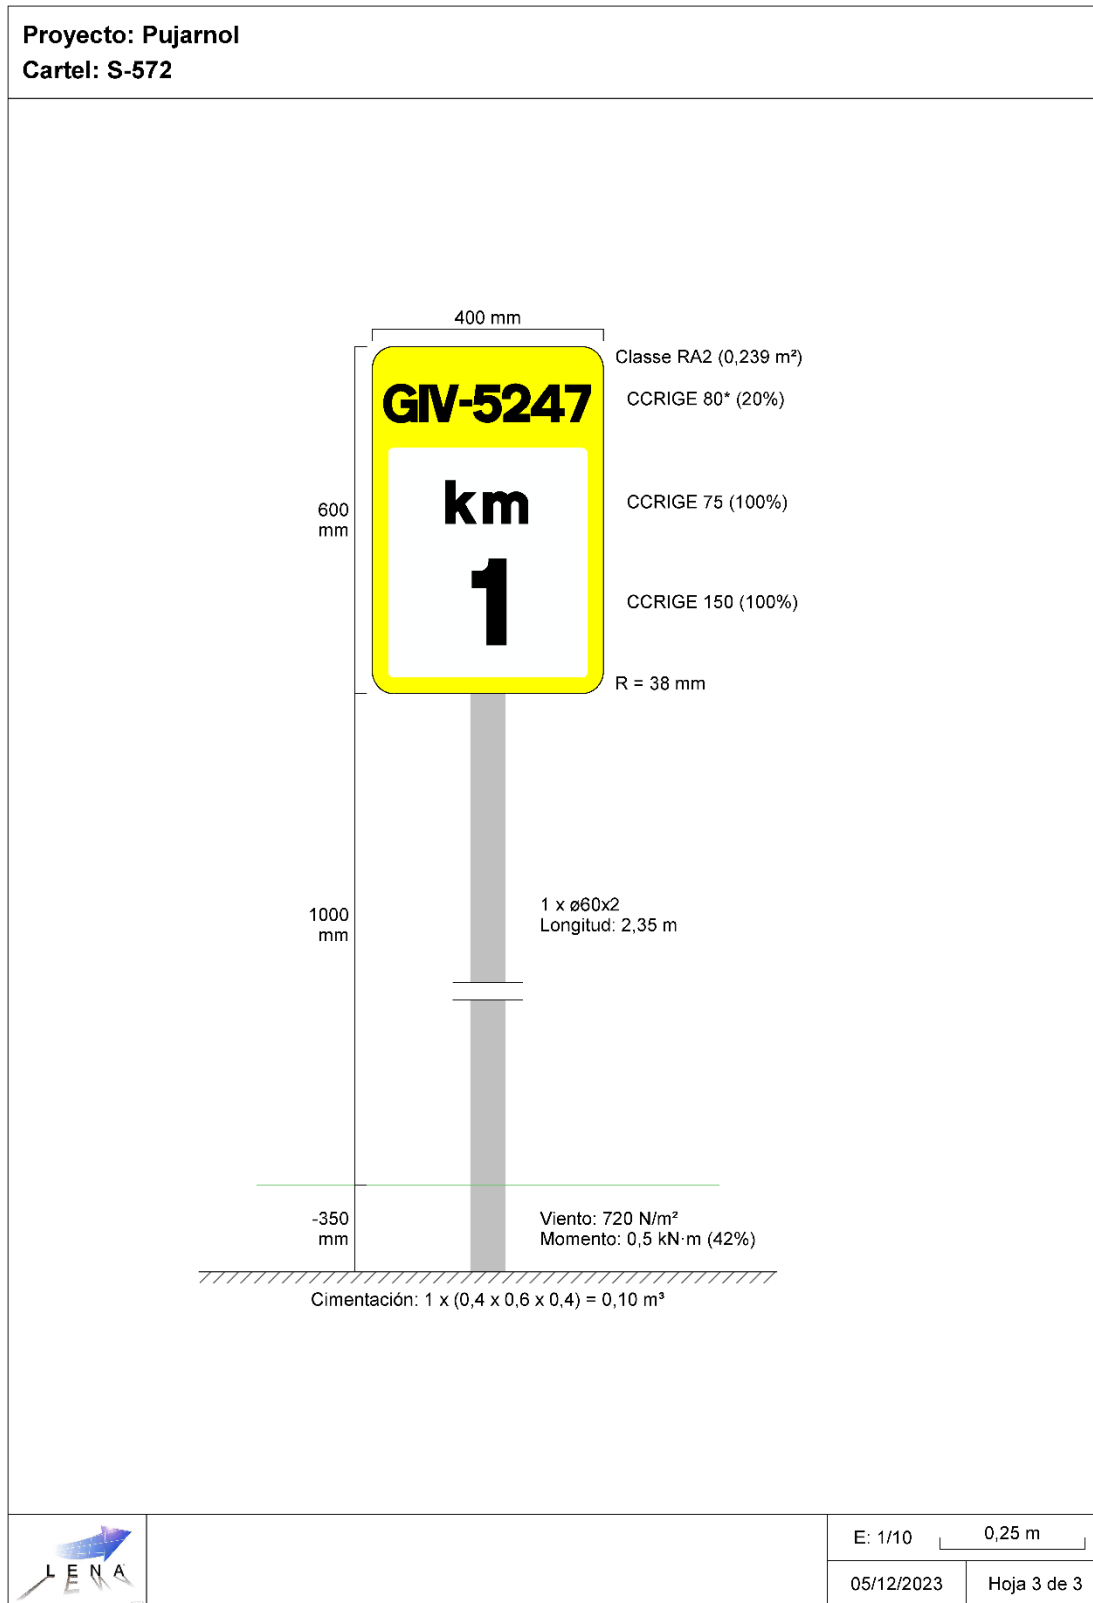 Proyecto: Pujarnol
Cartel: S-572
400 mm
Classe RA2 (0,239 m²)
GIV-5247
CCRIGE 80* (20%)
km
CCRIGE 75 (100%)
600
mm
1
CCRIGE 150 (100%)
R = 38 mm
1 x ø60x2
Longitud: 2,35 m
1000
mm
-350
mm
Viento: 720 N/m²
Momento: 0,5 kN·m (42%)
Cimentación: 1 x (0,4 x 0,6 x 0,4) = 0,10 m³
LENA
E: 1/10
0,25 m
05/12/2023
Hoja 3 de 3